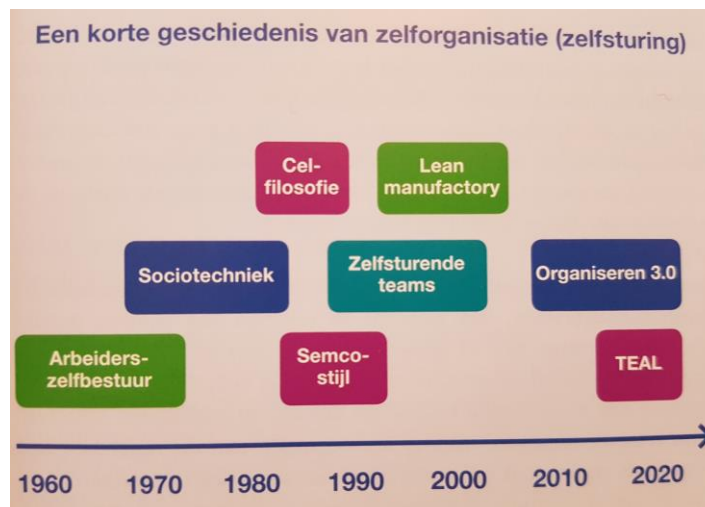 Een korte geschiedenis van zelforganisatie (zelfsturing)
Cel-
filosofie
Lean
manufactory
Sociotechniek
Zelfsturende
teams
Organiseren 3.0
Arbeiders-
zelfbestuur
Semco-
stijl
TEAL
1960 1970 1980 1990 2000 2010 2020